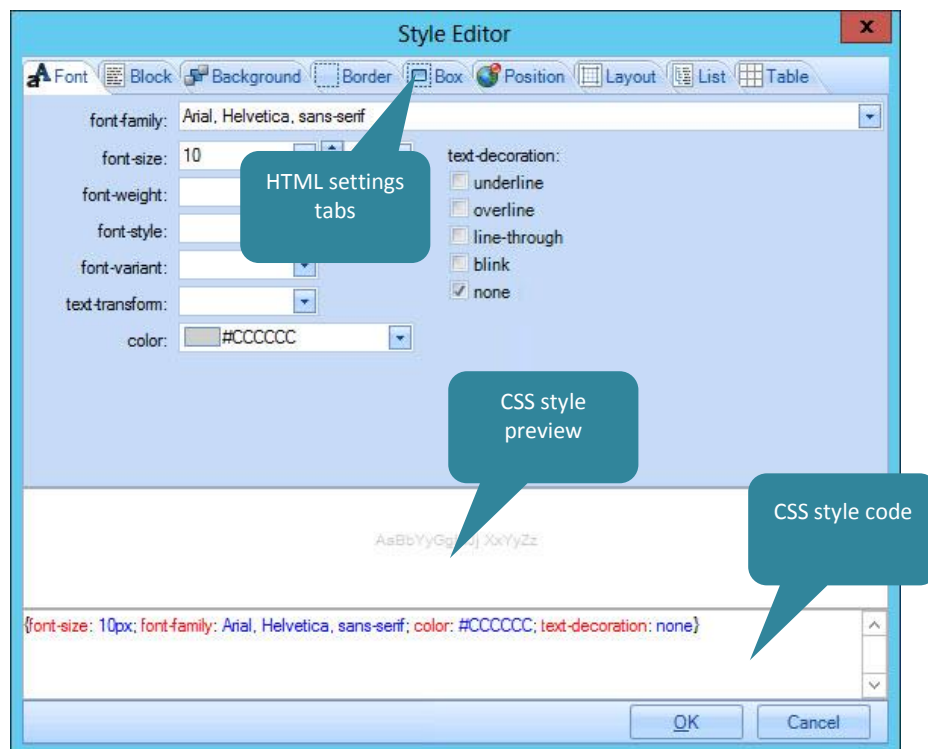 Style Editor
x
Font Block Background Border Box Position Layout List Table
font-family: Arial, Helvetica, sans-serif
font-size: 10
font-weight:
font-style:
font-variant:
text-transform:
color: #CCCCCC
text-decoration:
underline
overline
line-through
blink
none
HTML settings
tabs
CSS style
preview
CSS style code
{font-size: 10px; font-family: Arial, Helvetica, sans-serif; color: #CCCCCC; text-decoration: none}
OK Cancel